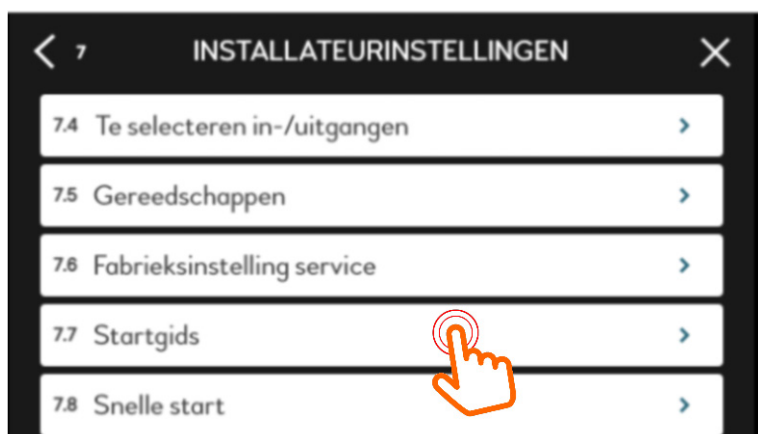 7 INSTALLATEURINSTELLINGEN
7.4 Te selecteren in-/uitgangen
7.5 Gereedschappen
7.6 Fabrieksinstelling service
7.7 Startgids
7.8 Snelle start